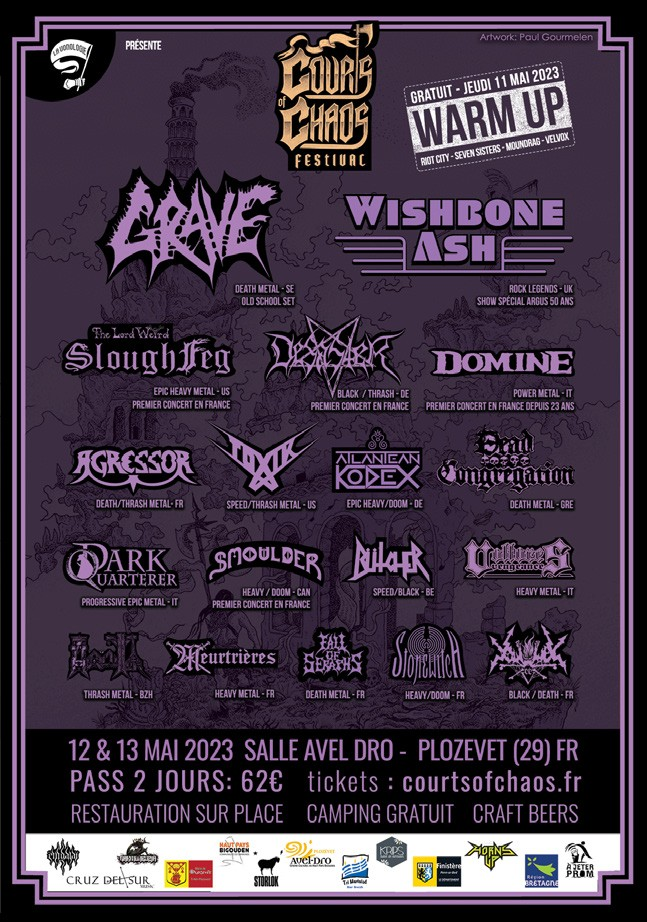 LA VONOLOGIE
PRÉSENTE
Artwork: Paul Gourmelen
COURTS
OF
CHAOS
FESTIVAL
GRATUIT - JEUDI 11 MAI 2023
WARM UP
RIOT CITY - SEVEN SISTERS - MOUNDRAG - VELVOX
GRAVE
DEATH METAL - SE
OLD SCHOOL SET
WISHBONE
ASH
ROCK LEGENDS - UK
SHOW SPÉCIAL ARGUS 50 ANS
The Lord Weird
Slough Feg
EPIC HEAVY METAL - US
PREMIER CONCERT EN FRANCE
DESASTER
BLACK / THRASH - DE
PREMIER CONCERT EN FRANCE
DOMINE
POWER METAL - IT
PREMIER CONCERT EN FRANCE DEPUIS 23 ANS
AGRESSOR
DEATH/THRASH METAL- FR
TOXIK
SPEED/THRASH METAL - US
ATLANTEAN
KODEX
EPIC HEAVY/DOOM - DE
Dead
Congregation
DEATH METAL - GRE
DARK
QUARTERER
PROGRESSIVE EPIC METAL - IT
SMOULDER
HEAVY / DOOM - CAN
PREMIER CONCERT EN FRANCE
BÜTCHER
SPEED/BLACK - BE
Vultures
vengeance
HEAVY METAL - IT
THRASH METAL - BZH
Meurtrières
HEAVY METAL - FR
FALL
OF
SERAPHS
DEATH METAL - FR
Stonewitch
HEAVY/DOOM - FR
BLACK / DEATH - FR
12 & 13 MAI 2023 SALLE AVEL DRO - PLOZEVET (29) FR
PASS 2 JOURS: 62€ tickets : courtsofchaos.fr
RESTAURATION SUR PLACE CAMPING GRATUIT CRAFT BEERS
CRUZ DEL SUR
MUSIC
HAUT PAYS
BIGOUDEN
STORLOK
Avel-Dro
Finistère
HORNS
UP
Région
BRETAGNE
A JETER
PROM